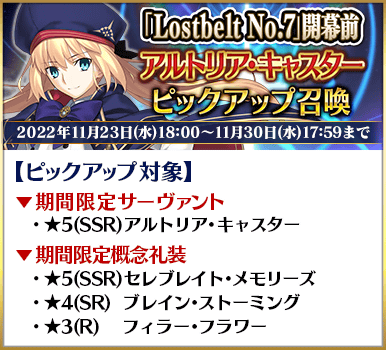 「Lostbelt No.7」開幕前
アルトリア・キャスター
ピックアップ召喚
2022年11月23日(水)18:00～11月30日(水)17:59まで
【ピックアップ対象】
▼期間限定サーヴァント
・★5(SSR)アルトリア・キャスター
▼期間限定概念礼装
・★5(SSR)セレブレイト・メモリーズ
・★4(SR) ブレイン・ストーミング
・★3(R) フィラー・フラワー